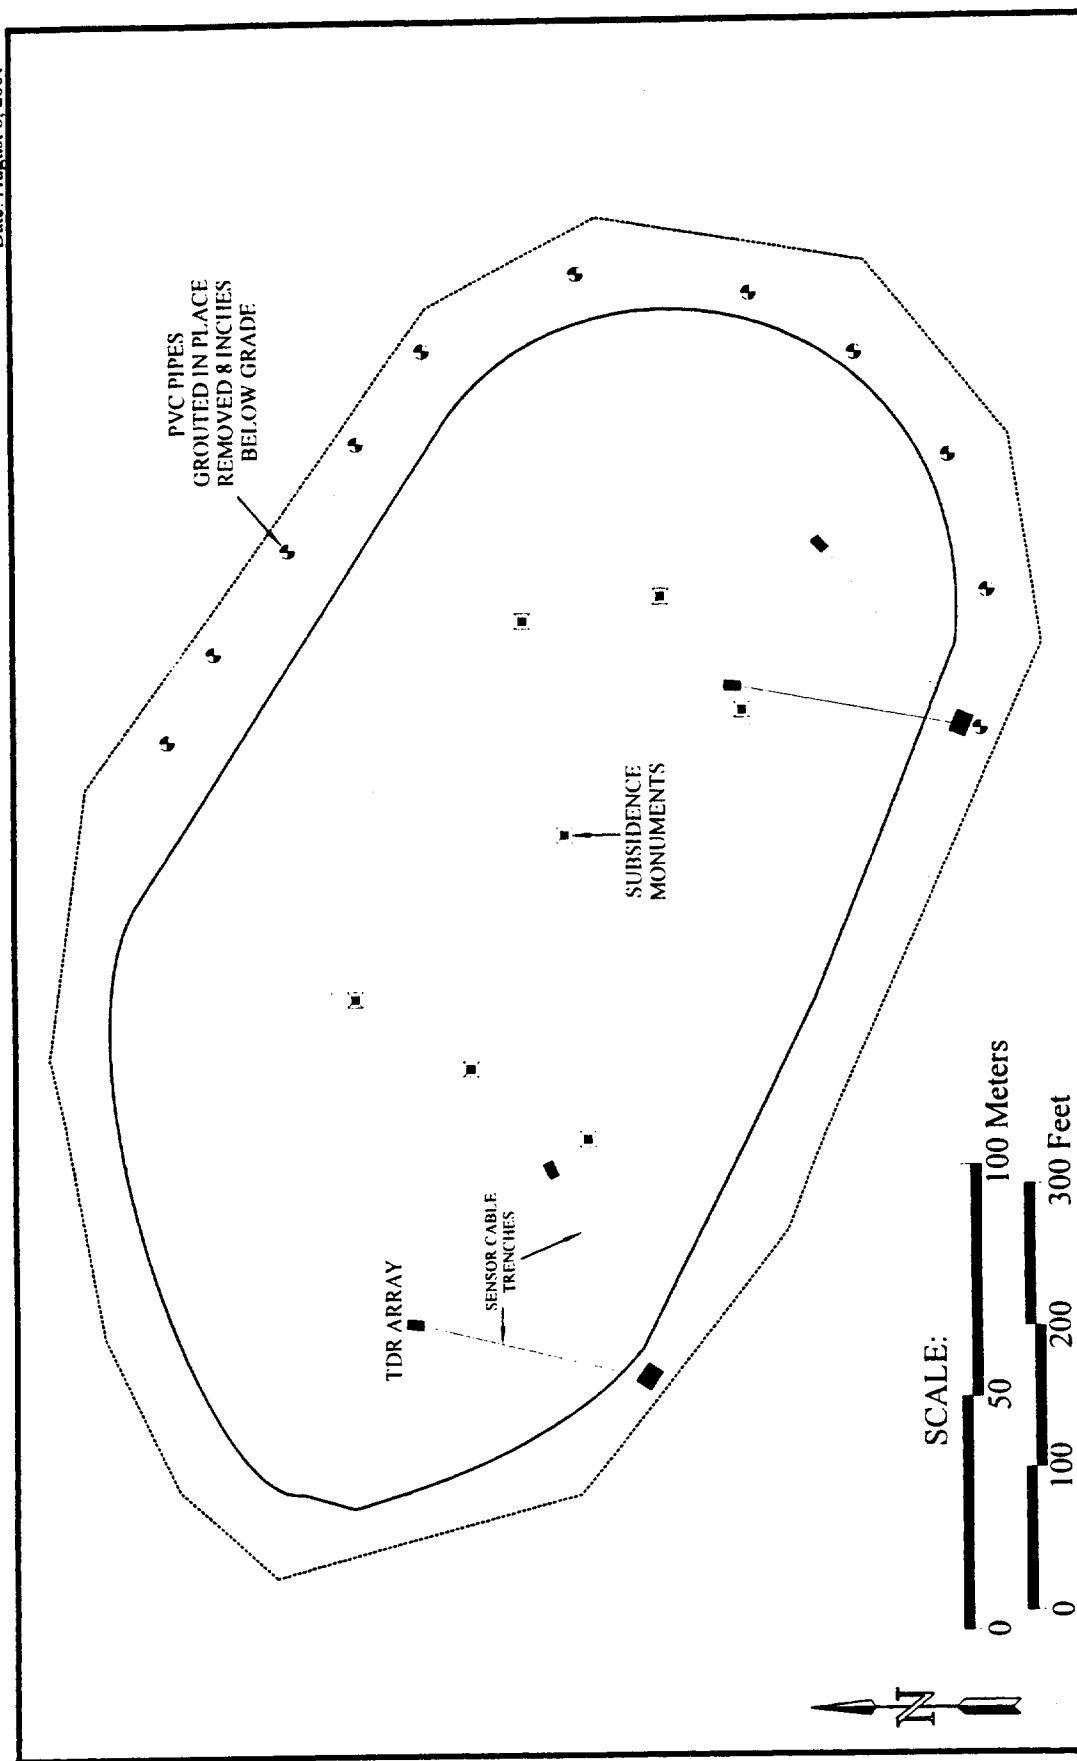 PVC PIPES
GROUTED IN PLACE
REMOVED 8 INCHES
BELOW GRADE
SUBSIDENCE
MONUMENTS
TDR ARRAY
SENSOR CABLE
TRENCHES
SCALE:
0 50 100 Meters
0 100 200 300 Feet
N